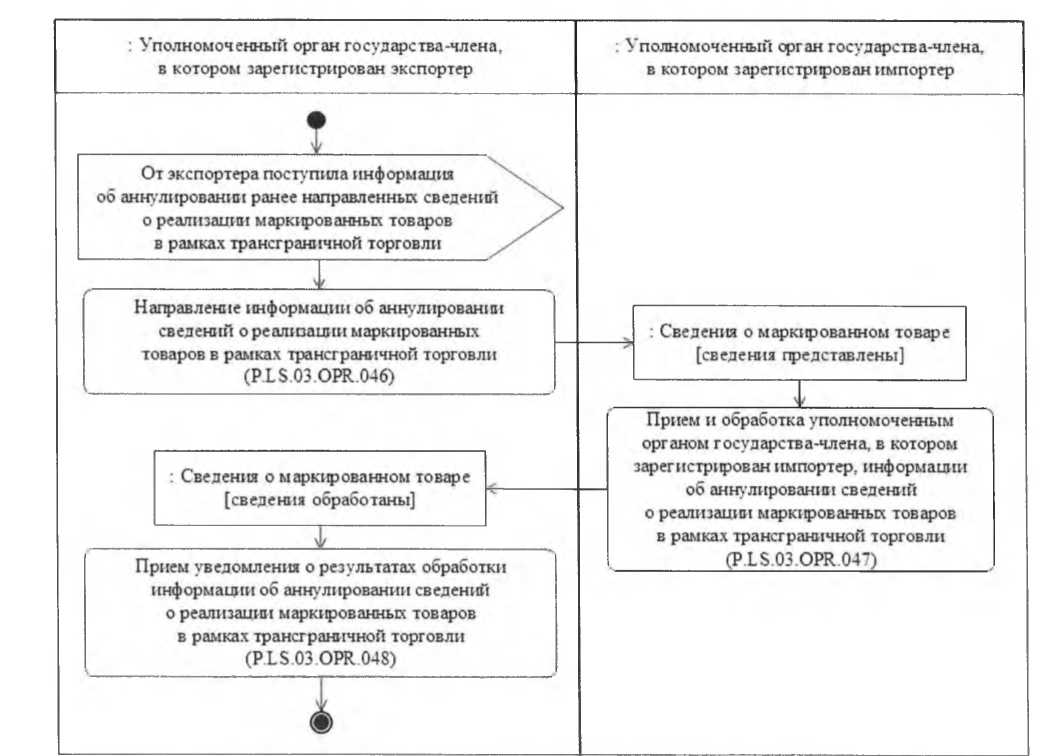 : Уполномоченный орган государства-члена,
в котором зарегистрирован экспортер
: Уполномоченный орган государства-члена,
в котором зарегистрирован импортер
От экспортера поступила информация
об аннулировании ранее направленных сведений
о реализации маркированных товаров
в рамках трансграничной торговли
Направление информации об аннулировании
сведений о реализации маркированных
товаров в рамках трансграничной торговли
(P.LS.03.OPR.046)
: Сведения о маркированном товаре
[сведения представлены]
Прием и обработка уполномоченным
органом государства-члена, в котором
зарегистрирован импортер, информации
об аннулировании сведений
о реализации маркированных товаров
в рамках трансграничной торговли
(P.LS.03.OPR.047)
: Сведения о маркированном товаре
[сведения обработаны]
Прием уведомления о результатах обработки
информации об аннулировании сведений
о реализации маркированных товаров
в рамках трансграничной торговли
(P.LS.03.OPR.048)